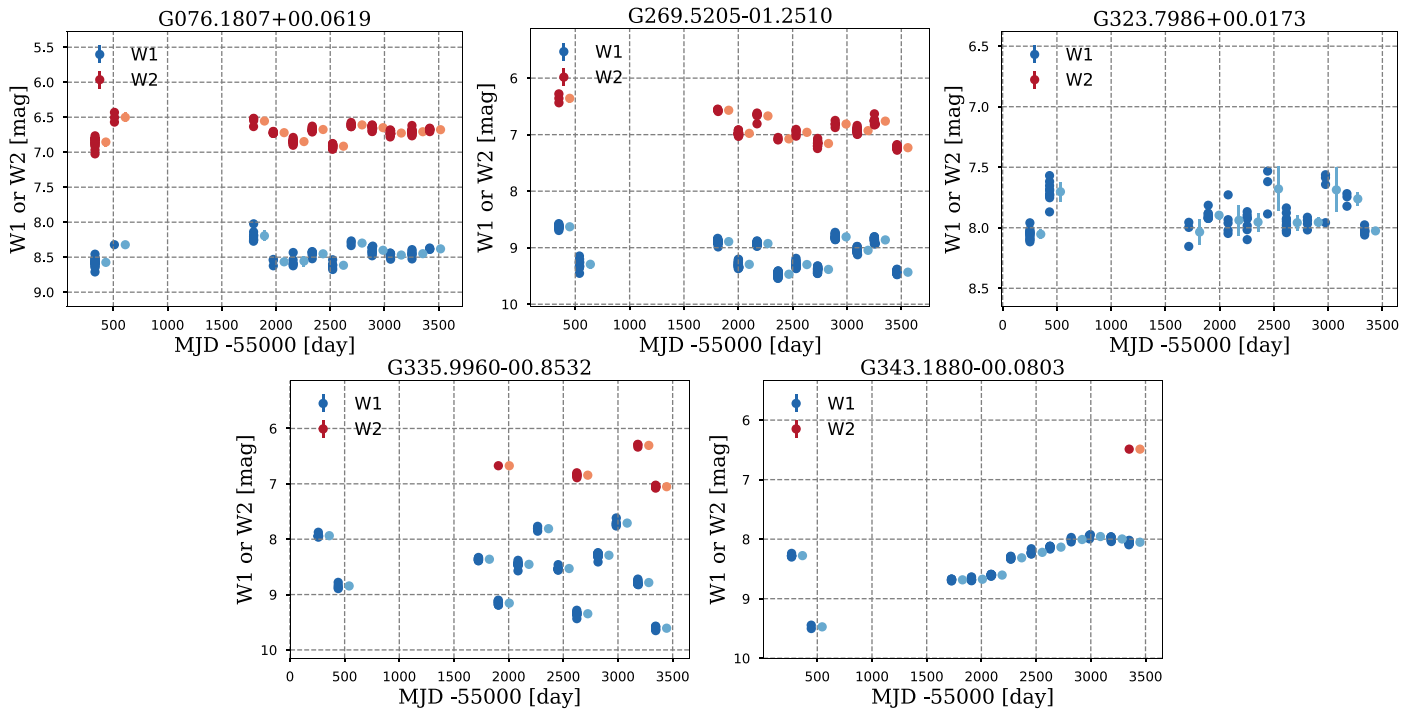 G076.1807+00.0619
W1 or W2 [mag]
5.5
6.0
6.5
7.0
7.5
8.0
8.5
9.0
W1
W2
500 1000 1500 2000 2500 3000 3500
MJD -55000 [day]
G269.5205-01.2510
W1 or W2 [mag]
6
7
8
9
10
W1
W2
500 1000 1500 2000 2500 3000 3500
MJD -55000 [day]
G323.7986+00.0173
W1 or W2 [mag]
6.5
7.0
7.5
8.0
8.5
W1
W2
0 500 1000 1500 2000 2500 3000 3500
MJD -55000 [day]
G335.9960-00.8532
W1 or W2 [mag]
6
7
8
9
10
W1
W2
0 500 1000 1500 2000 2500 3000 3500
MJD -55000 [day]
G343.1880-00.0803
W1 or W2 [mag]
6
7
8
9
10
W1
W2
0 500 1000 1500 2000 2500 3000 3500
MJD -55000 [day]